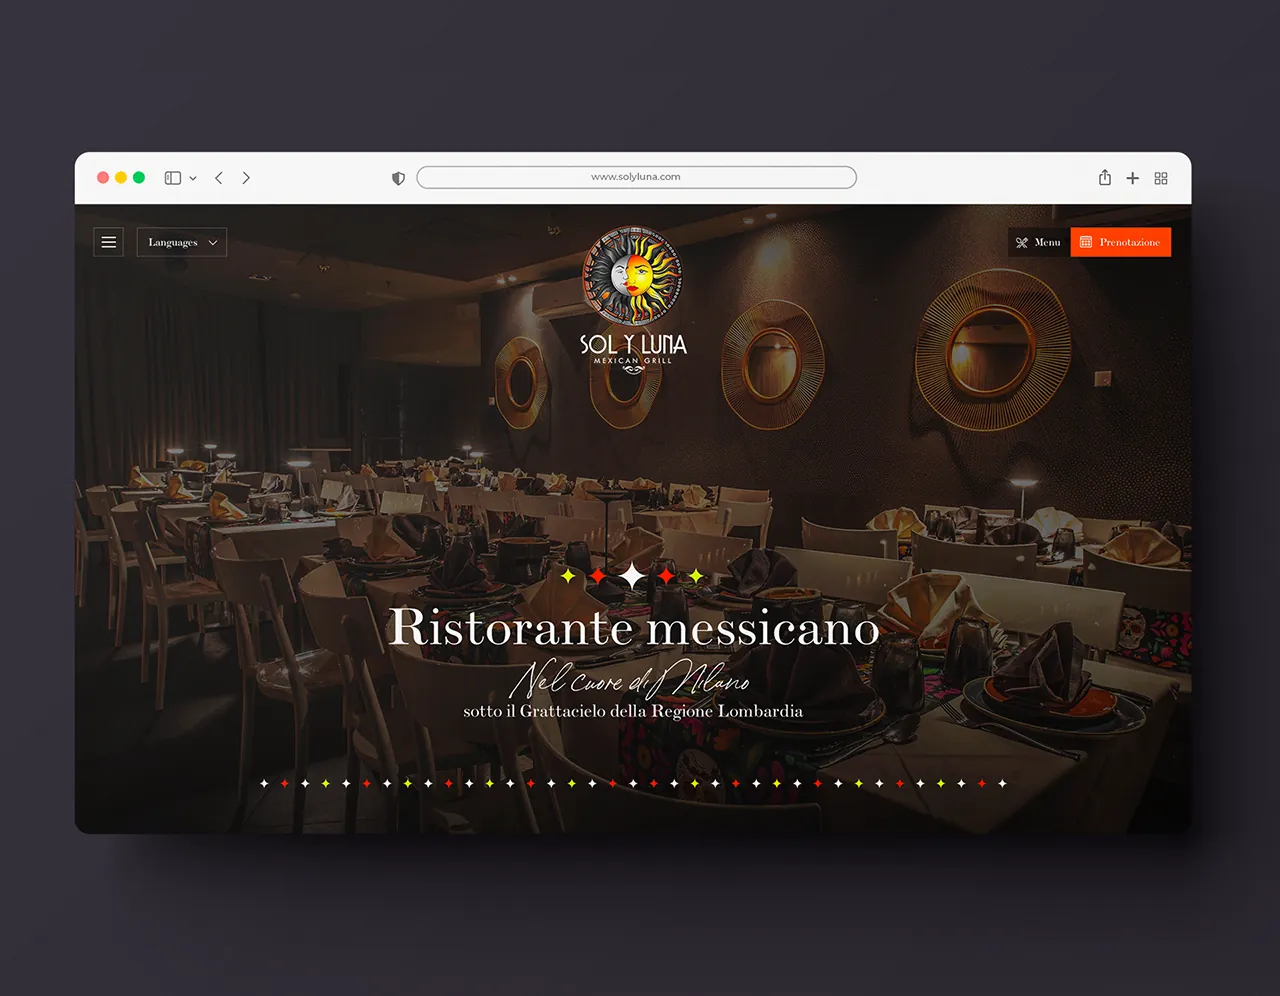 www.solyluna.com
Languages
Menu
Prenotazione
SOL Y LUNA
MEXICAN GRILL
Ristorante messicano
Nel cuore di Milano
sotto il Grattacielo della Regione Lombardia